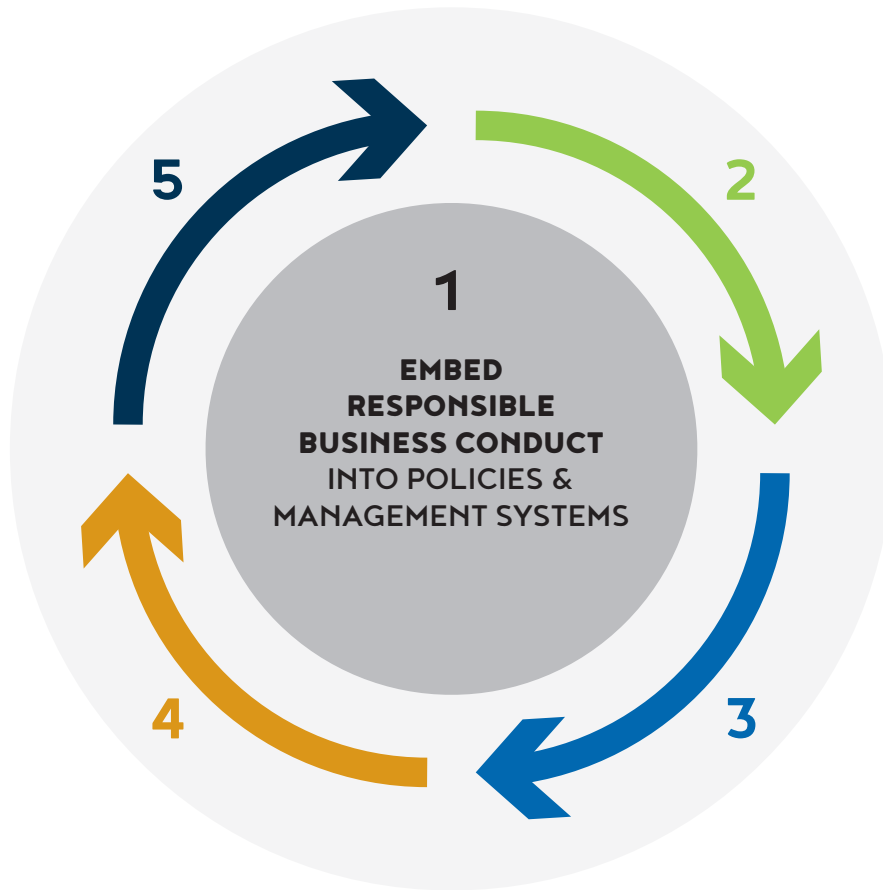 1
EMBED
RESPONSIBLE
BUSINESS CONDUCT
INTO POLICIES &
MANAGEMENT SYSTEMS
2
3
4
5